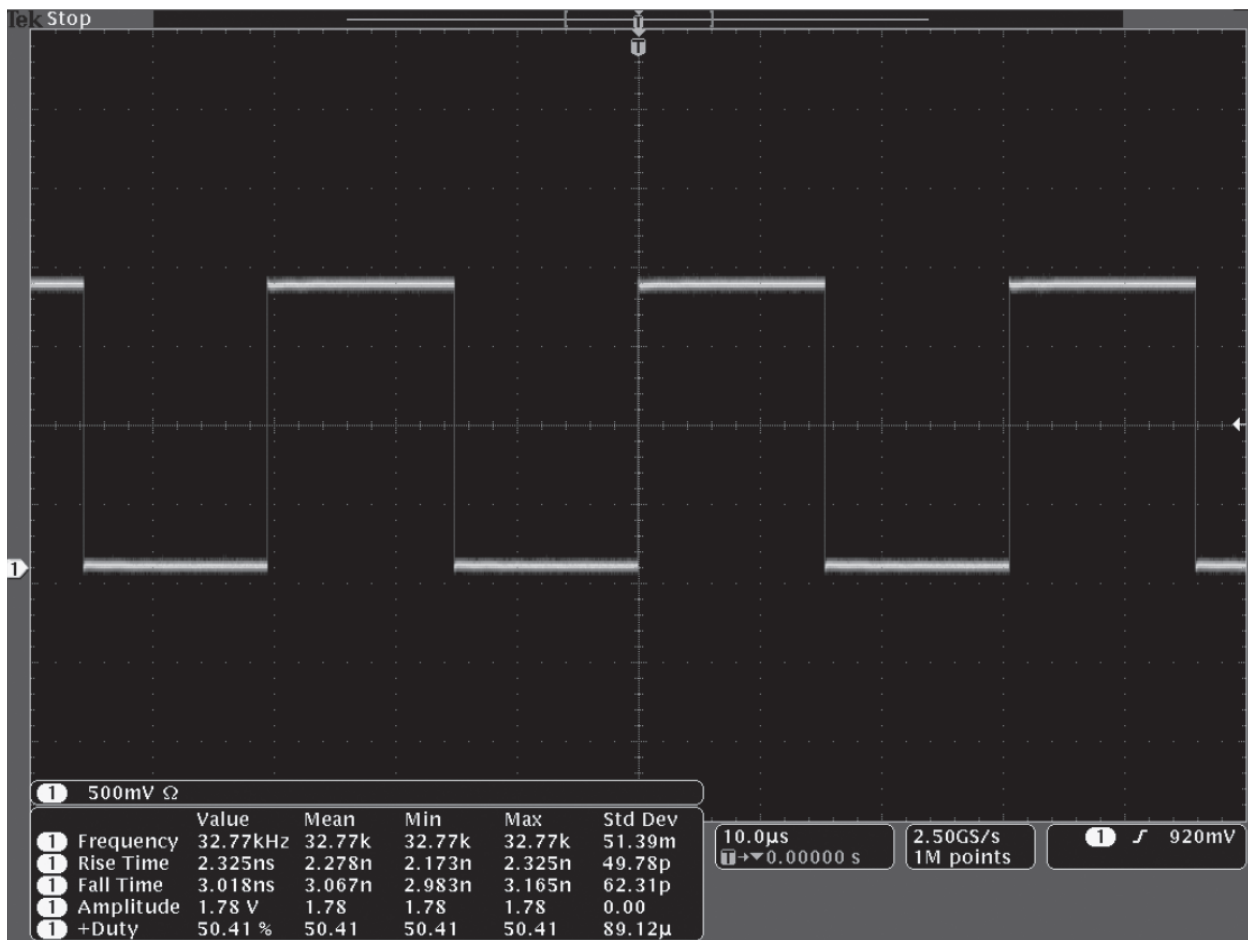 Tek Stop
T
T
1
1 500mV Ω
Value Mean Min Max Std Dev
1 Frequency 32.77kHz 32.77k 32.77k 32.77k 51.39m
1 Rise Time 2.325ns 2.278n 2.173n 2.325n 49.78p
1 Fall Time 3.018ns 3.067n 2.983n 3.165n 62.31p
1 Amplitude 1.78 V 1.78 1.78 1.78 0.00
1 +Duty 50.41 % 50.41 50.41 50.41 89.12µ
10.0µs
T→▼0.00000 s
2.50GS/s
1M points
1 ƒ 920mV